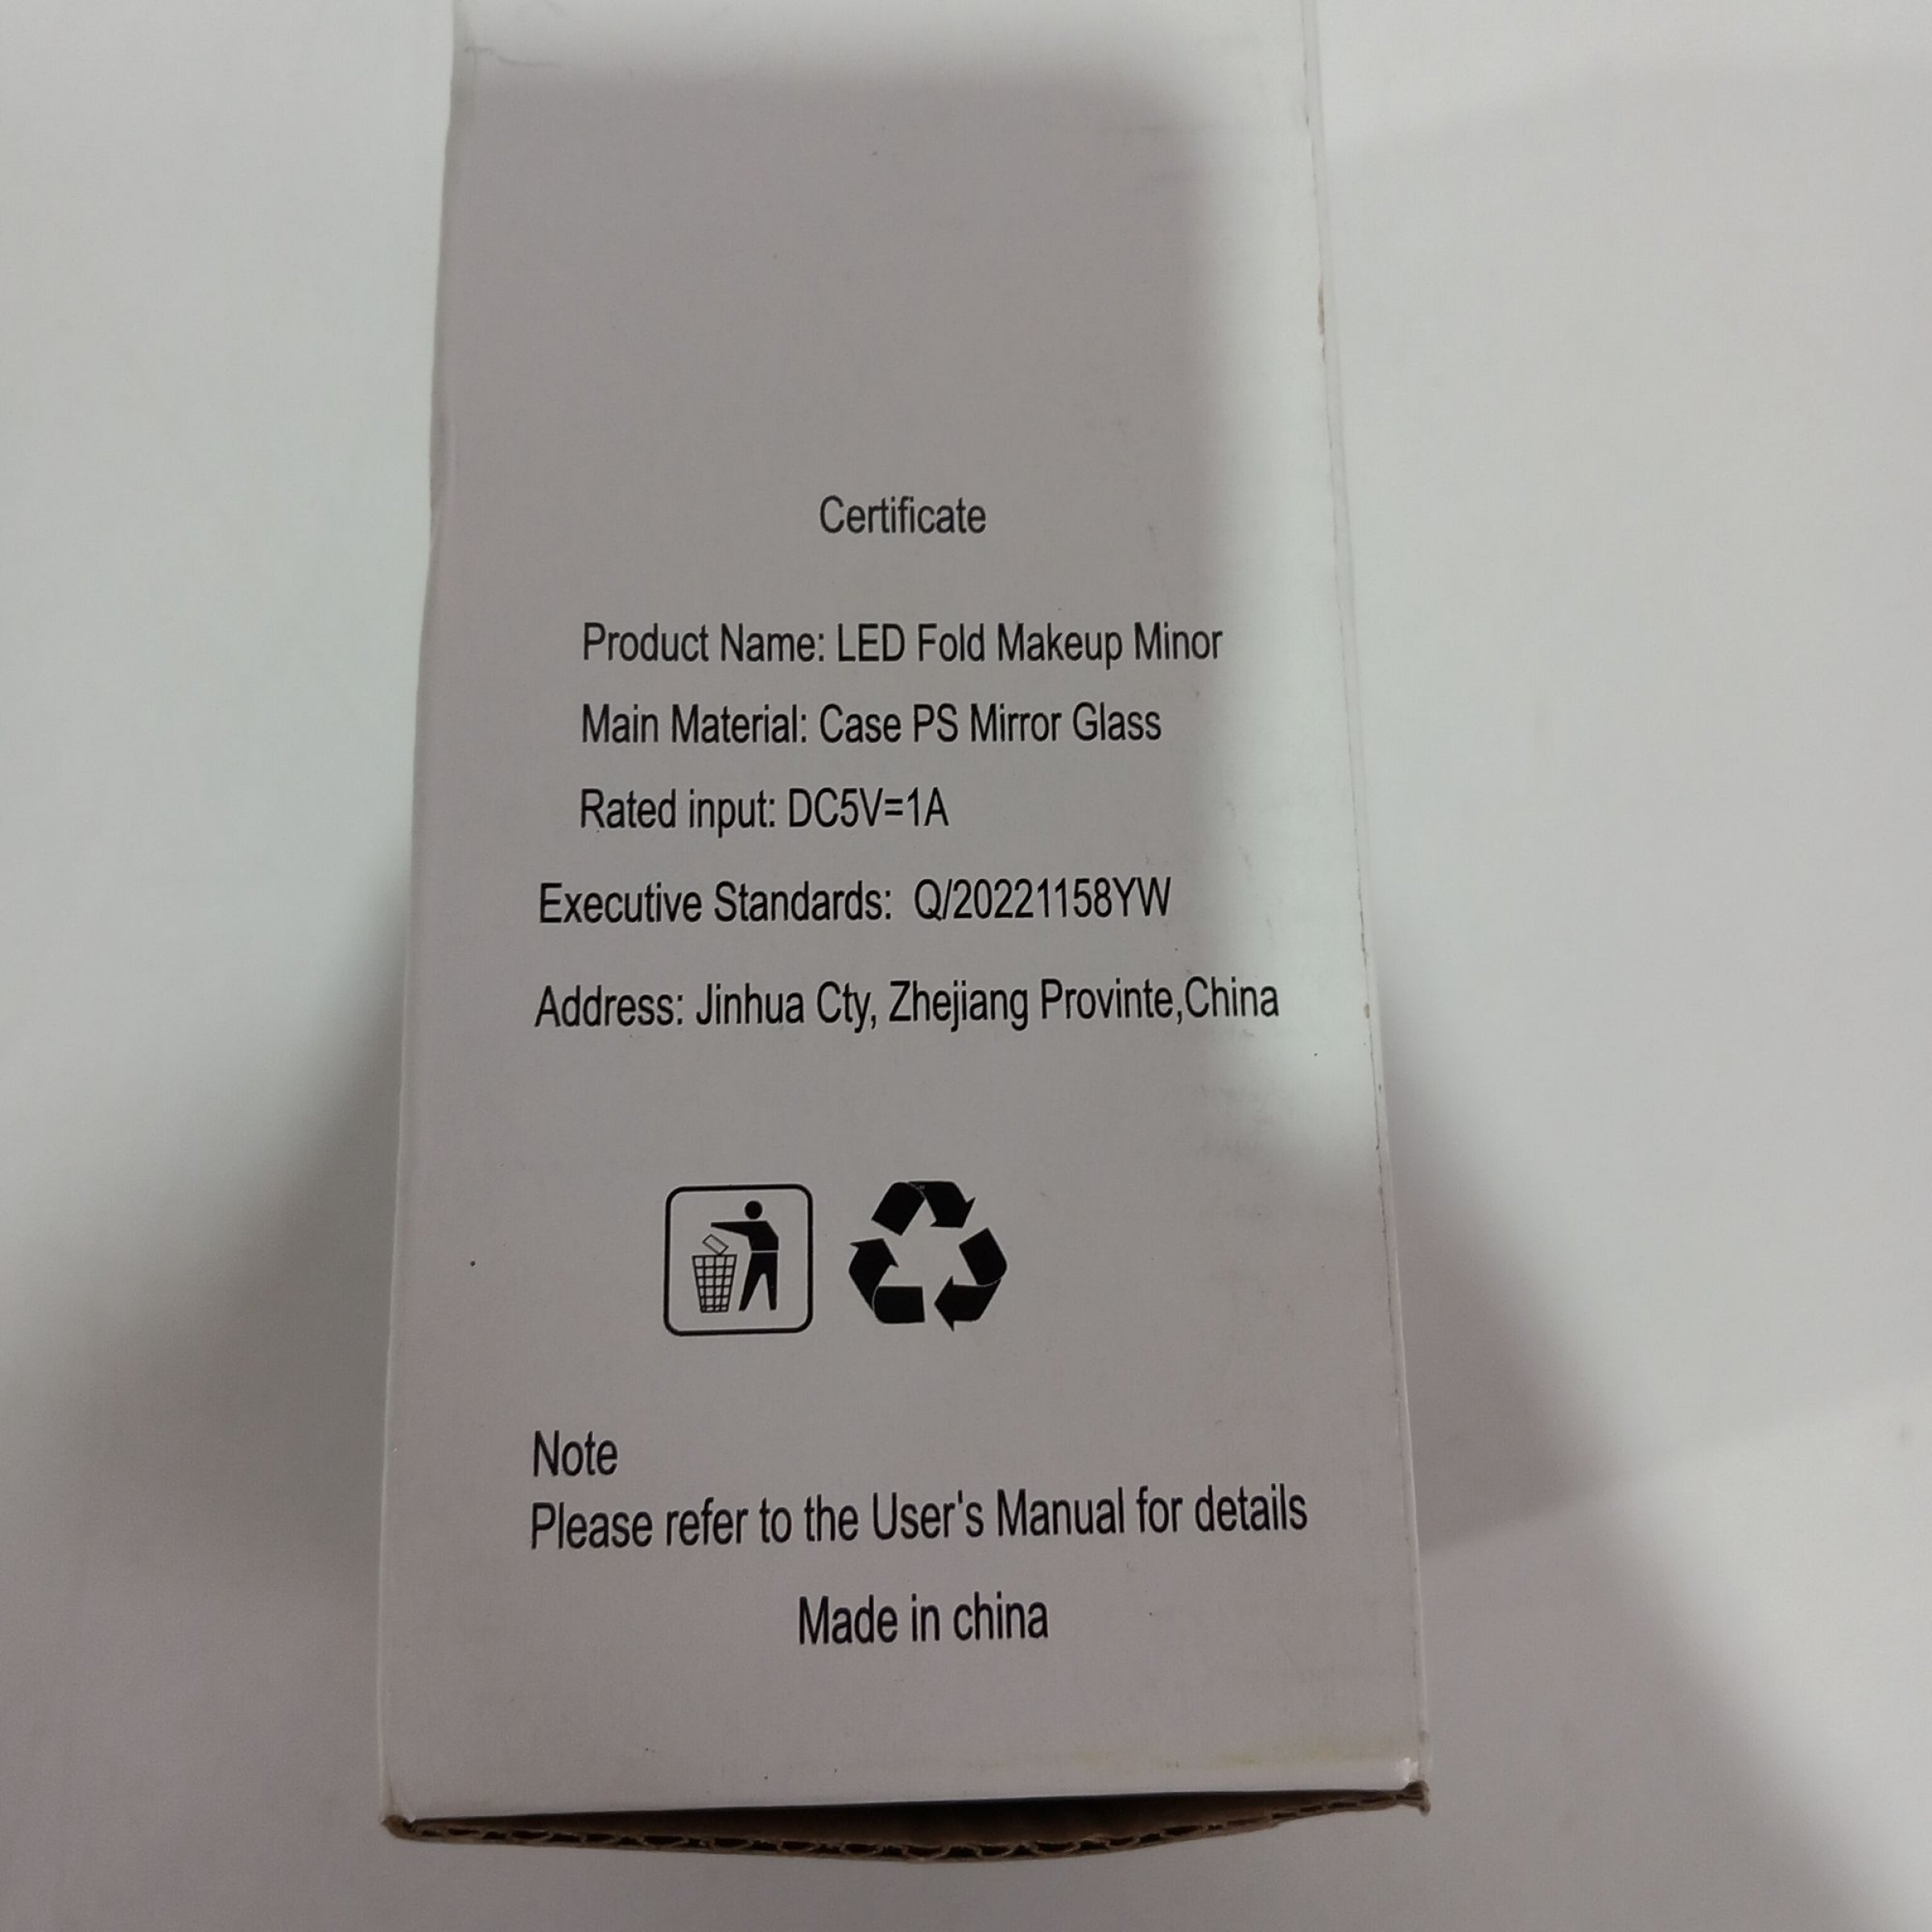 Certificate
Product Name: LED Fold Makeup Minor
Main Material: Case PS Mirror Glass
Rated input: DC5V=1A
Executive Standards: Q/20221158YW
Address: Jinhua Cty, Zhejiang Provinte,China
Note
Please refer to the User's Manual for details
Made in china